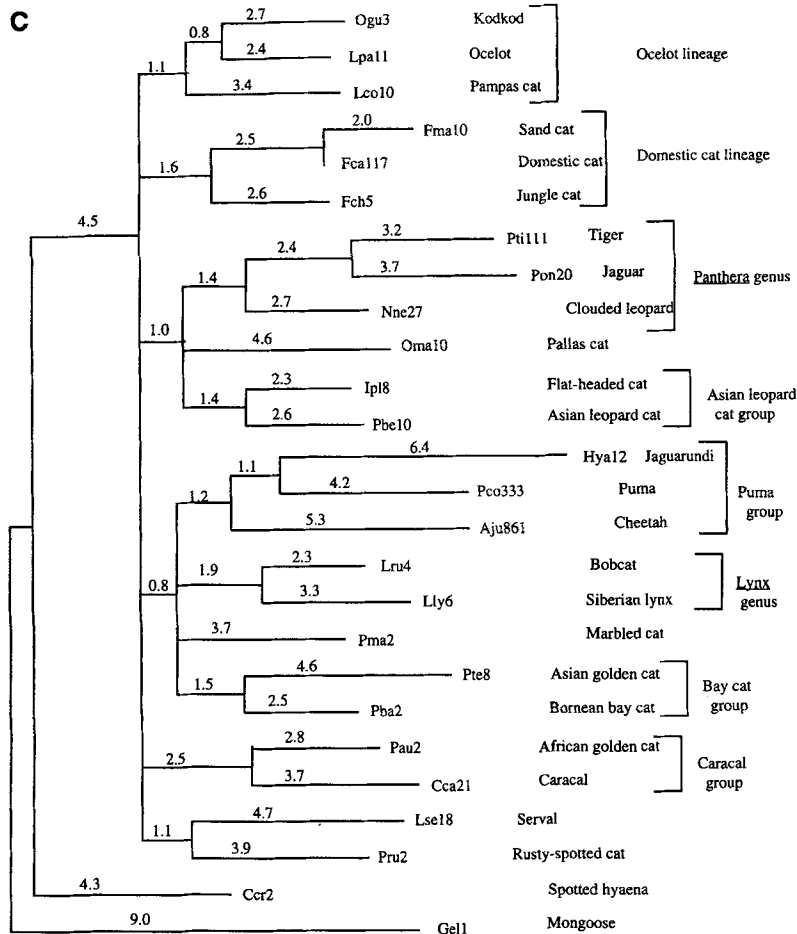 C
2.7 Ogu3 Kodkod
0.8
2.4 Lpa11 Ocelot Ocelot lineage
1.1
3.4 Lco10 Pampas cat
2.0 Fma10 Sand cat
2.5
Fca117 Domestic cat Domestic cat lineage
1.6
2.6 Fch5 Jungle cat
4.5
3.2 Pti111 Tiger
2.4
3.7 Pon20 Jaguar Panthera genus
1.4
2.7 Nne27 Clouded leopard
1.0
4.6 Oma10 Pallas cat
2.3 Ipl8 Flat-headed cat
1.4 Asian leopard
cat group
2.6 Pbe10 Asian leopard cat
6.4 Hya12 Jaguarundi
1.1
4.2 Pco333 Puma Puma
group
1.2
5.3 Aju861 Cheetah
2.3 Lru4 Bobcat
1.9 Lynx
genus
0.8
3.3 Lly6 Siberian lynx
3.7 Pma2 Marbled cat
4.6 Pte8 Asian golden cat
1.5 Bay cat
group
2.5 Pba2 Bornean bay cat
2.8 Pau2 African golden cat
2.5 Caracal
group
3.7 Cca21 Caracal
4.7 Lse18 Serval
1.1
3.9 Pru2 Rusty-spotted cat
4.3 Ccr2 Spotted hyaena
9.0 Gel1 Mongoose